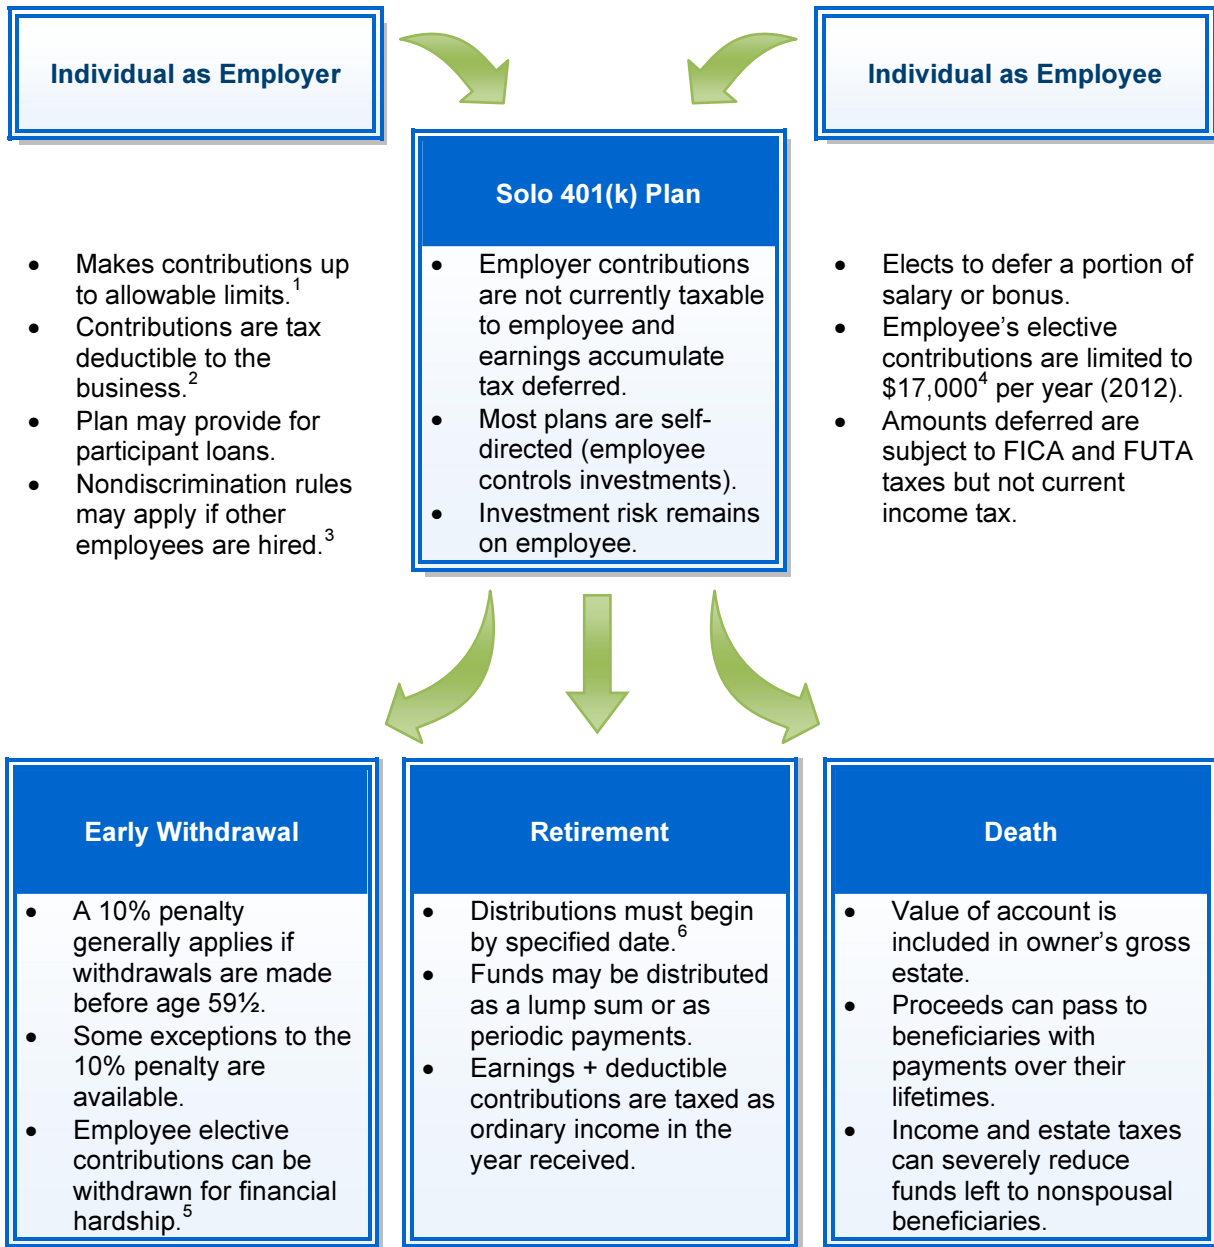 Individual as Employer
Individual as Employee
• Makes contributions up
to allowable limits.1
• Contributions are tax
deductible to the
business.2
• Plan may provide for
participant loans.
• Nondiscrimination rules
may apply if other
employees are hired.3
Solo 401(k) Plan
• Employer contributions
are not currently taxable
to employee and
earnings accumulate
tax deferred.
• Most plans are self-
directed (employee
controls investments).
• Investment risk remains
on employee.
• Elects to defer a portion of
salary or bonus.
• Employee’s elective
contributions are limited to
$17,0004 per year (2012).
• Amounts deferred are
subject to FICA and FUTA
taxes but not current
income tax.
Early Withdrawal
• A 10% penalty
generally applies if
withdrawals are made
before age 59½.
• Some exceptions to the
10% penalty are
available.
• Employee elective
contributions can be
withdrawn for financial
hardship.5
Retirement
• Distributions must begin
by specified date.6
• Funds may be distributed
as a lump sum or as
periodic payments.
• Earnings + deductible
contributions are taxed as
ordinary income in the
year received.
Death
• Value of account is
included in owner’s gross
estate.
• Proceeds can pass to
beneficiaries with
payments over their
lifetimes.
• Income and estate taxes
can severely reduce
funds left to nonspousal
beneficiaries.